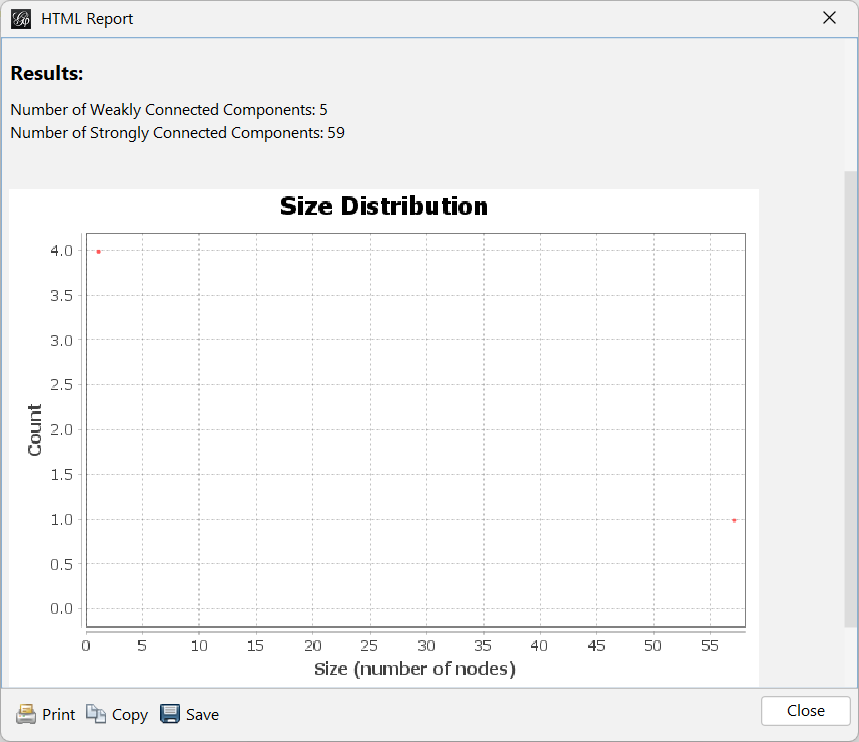 HTML Report
Results:
Number of Weakly Connected Components: 5
Number of Strongly Connected Components: 59
Size Distribution
4.0
3.5
3.0
2.5
2.0
1.5
1.0
0.5
0.0
Count
0 5 10 15 20 25 30 35 40 45 50 55
Size (number of nodes)
Print Copy Save Close